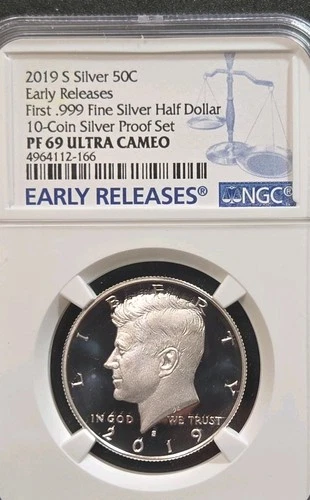 2019 S Silver 50C
Early Releases
First .999 Fine Silver Half Dollar
10-Coin Silver Proof Set
PF 69 ULTRA CAMEO
4964112-166
EARLY RELEASES® NGC®
LIBERTY
IN GOD WE TRUST
S
2019